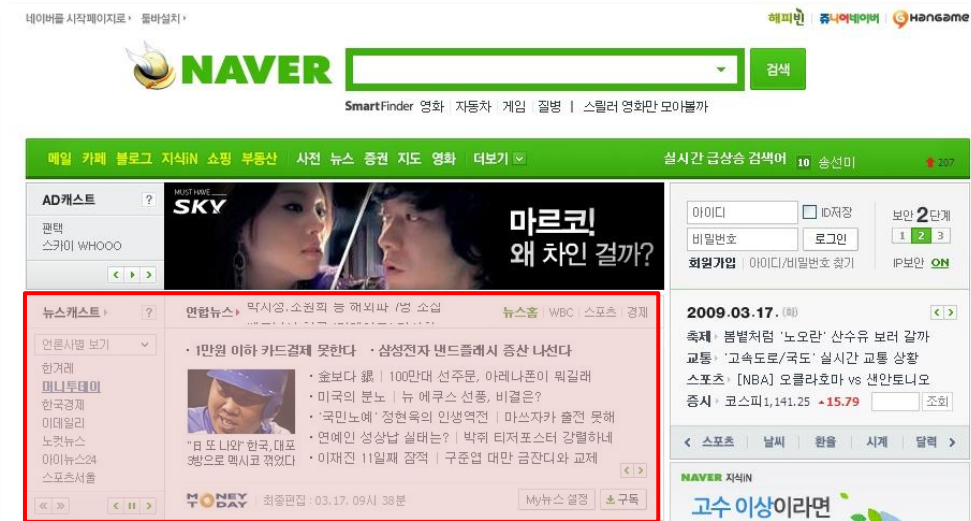 네이버를 시작페이지로 툴바설치
해피빈 쥬니어네이버 HanGame
NAVER 검색
SmartFinder 영화 자동차 게임 질병 | 스릴러 영화만 모아볼까
메일 카페 블로그 지식iN 쇼핑 부동산 사전 뉴스 증권 지도 영화 더보기
실시간 급상승 검색어 10 송선미 207
AD캐스트 ?
팬택
스카이 WHOOO
MUST HAVE
SKY
마르코!
왜 차인 걸까?
아이디 ID저장
비밀번호 로그인
회원가입 아이디/비밀번호 찾기
보안 2단계
1 2 3
IP보안 ON
뉴스캐스트 ?
언론사별 보기
한겨레
머니투데이
한국경제
이데일리
노컷뉴스
아이뉴스24
스포츠서울
연합뉴스 박시성.조원희 등 해외파 7명 소집
뉴스홈 WBC 스포츠 경제
· 1만원 이하 카드결제 못한다 · 삼성전자 낸드플래시 증산 나선다
· 금보다 銀 | 100만대 선주문, 아레나폰이 뭐길래
· 미국의 분노 | 뉴 에쿠스 선풍, 비결은?
· '국민노예' 정현욱의 인생역전 | 마쓰자카 출전 못해
· 연예인 성상납 실태는? | 박쥐 티저포스터 강렬하네
· 이재진 11일째 잠적 | 구준엽 대만 금잔디와 교제
"日 또 나와" 한국, 대포
3방으로 멕시코 꺾었다
MONEY TODAY 최종편집 : 03.17. 09시 38분
My뉴스 설정 구독
2009.03.17. (화)
축제 봄볕처럼 '노오란' 산수유 보러 갈까
교통 '고속도로/국도' 실시간 교통 상황
스포츠 [NBA] 오클라호마 vs 샌안토니오
증시 코스피 1,141.25 15.79 조회
스포츠 날씨 환율 시계 달력
NAVER 지식iN
고수 이상이라면